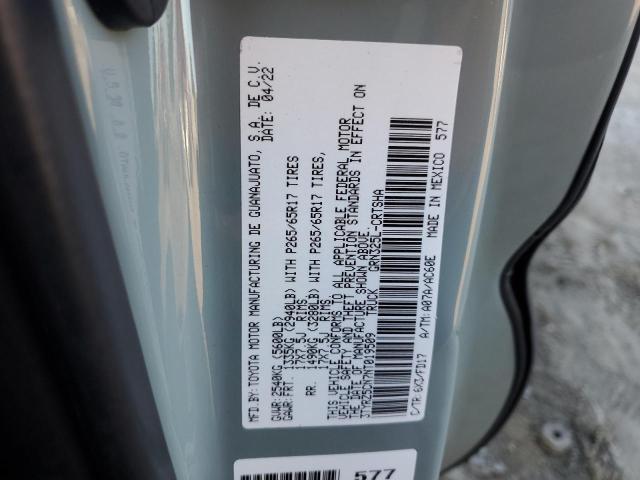 MFD.BY:TOYOTA MOTOR MANUFACTURING DE GUANAJUATO, S.A. DE C.V.
DATE: 04/22
GVWR:2540KG(5600LB)
GAWR:FRT. 1335KG (2940LB) WITH P265/65R17 TIRES
17X7.5J RIMS,
RR. 1490KG (3280LB) WITH P265/65R17 TIRES,
17X7.5J RIMS.
THIS VEHICLE CONFORMS TO ALL APPLICABLE FEDERAL MOTOR
VEHICLE SAFETY AND THEFT PREVENTION STANDARDS IN EFFECT ON
THE DATE OF MANUFACTURE SHOWN ABOVE.
3TYRZ5CN7NT019509 TRUCK GRN325L-CRTSHA
C/TR: 6X3/FD17 A/TM: A07A/AC60E MADE IN MEXICO 577
577